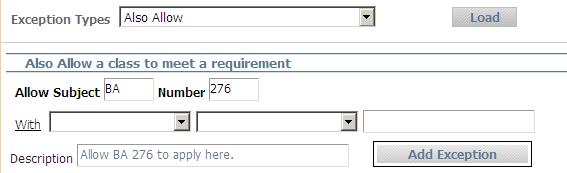 Exception Types Also Allow Load
Also Allow a class to meet a requirement
Allow Subject BA Number 276
With
Description Allow BA 276 to apply here. Add Exception